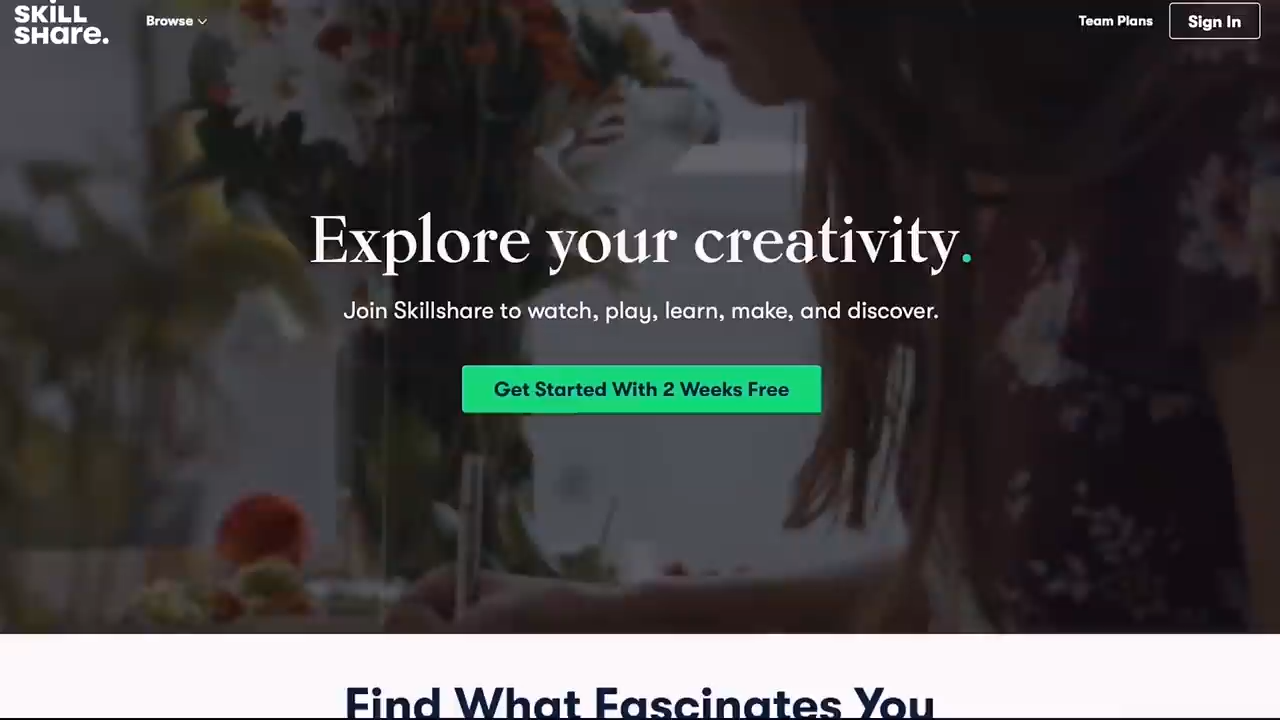 SKiLL
SHare.
Browse
Team Plans
Sign In
Explore your creativity.
Join Skillshare to watch, play, learn, make, and discover.
Get Started With 2 Weeks Free
Find What Fascinates You